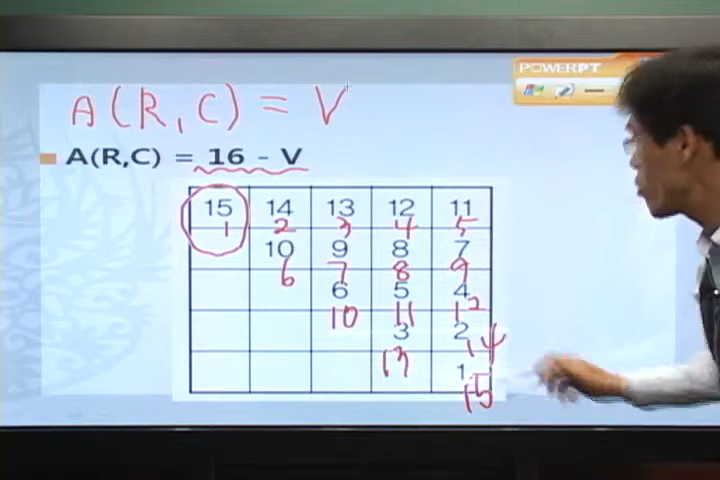 POWERPT
A(R,C) = V
A(R,C) = 16 - V
15 14 13 12 11
1 2 3 4 5
10 9 8 7
6 7 8 9
6 5 4
10 11 12
3 2
13 14
1
15